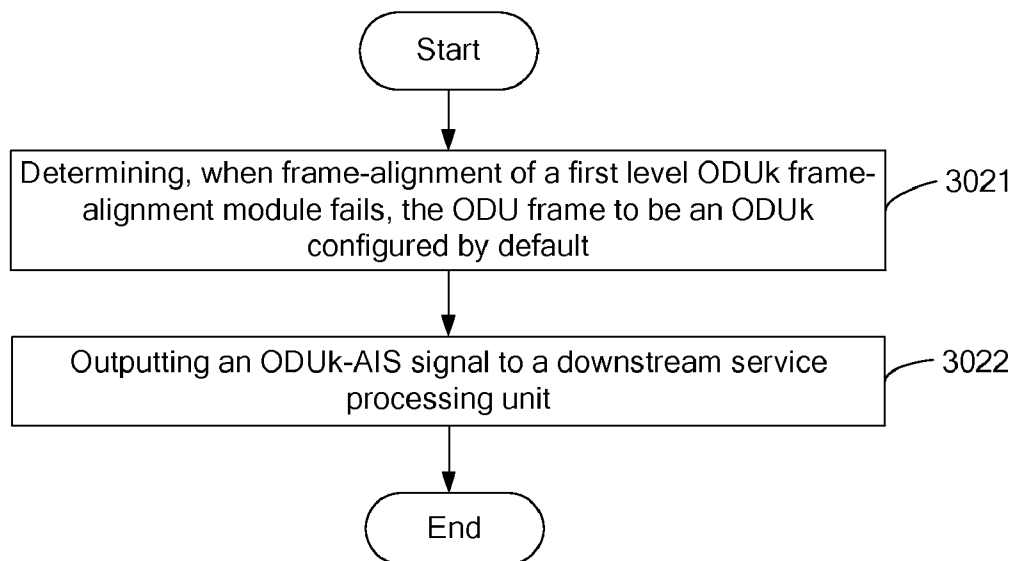 Start
Determining, when frame-alignment of a first level ODUk frame-
alignment module fails, the ODU frame to be an ODUk
configured by default
3021
Outputting an ODUk-AIS signal to a downstream service
processing unit
3022
End